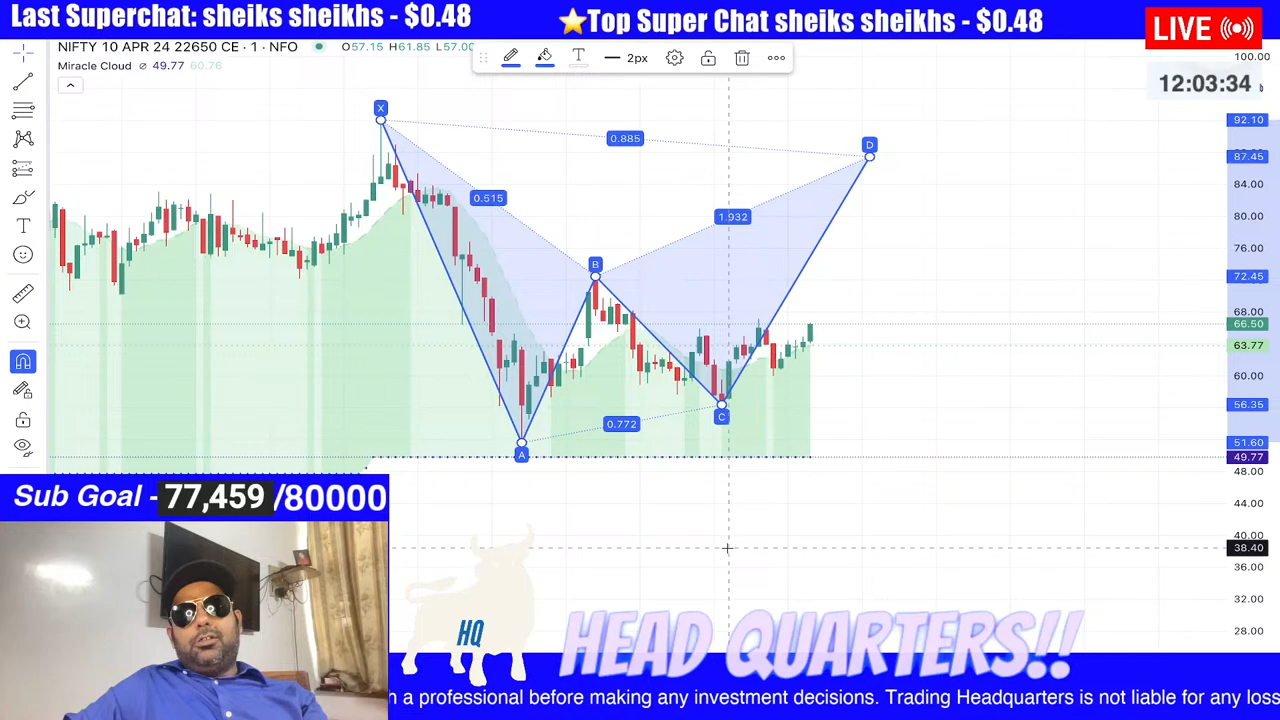 Last Superchat: sheiks sheikhs - $0.48
⭐Top Super Chat sheiks sheikhs - $0.48
LIVE
NIFTY 10 APR 24 22650 CE · 1 · NFO
O57.15 H61.85 L57.00
Miracle Cloud ⌀ 49.77 60.76
T
2px
12:03:34
100.00
92.10
87.45
84.00
80.00
76.00
72.45
68.00
66.50
63.77
60.00
56.35
51.60
49.77
48.00
44.00
40.00
38.40
36.00
32.00
28.00
X
0.885
D
0.515
1.932
B
0.772
C
A
T
Sub Goal - 77,459 /80000
HQ
HEAD QUARTERS!!
a professional before making any investment decisions. Trading Headquarters is not liable for any loss